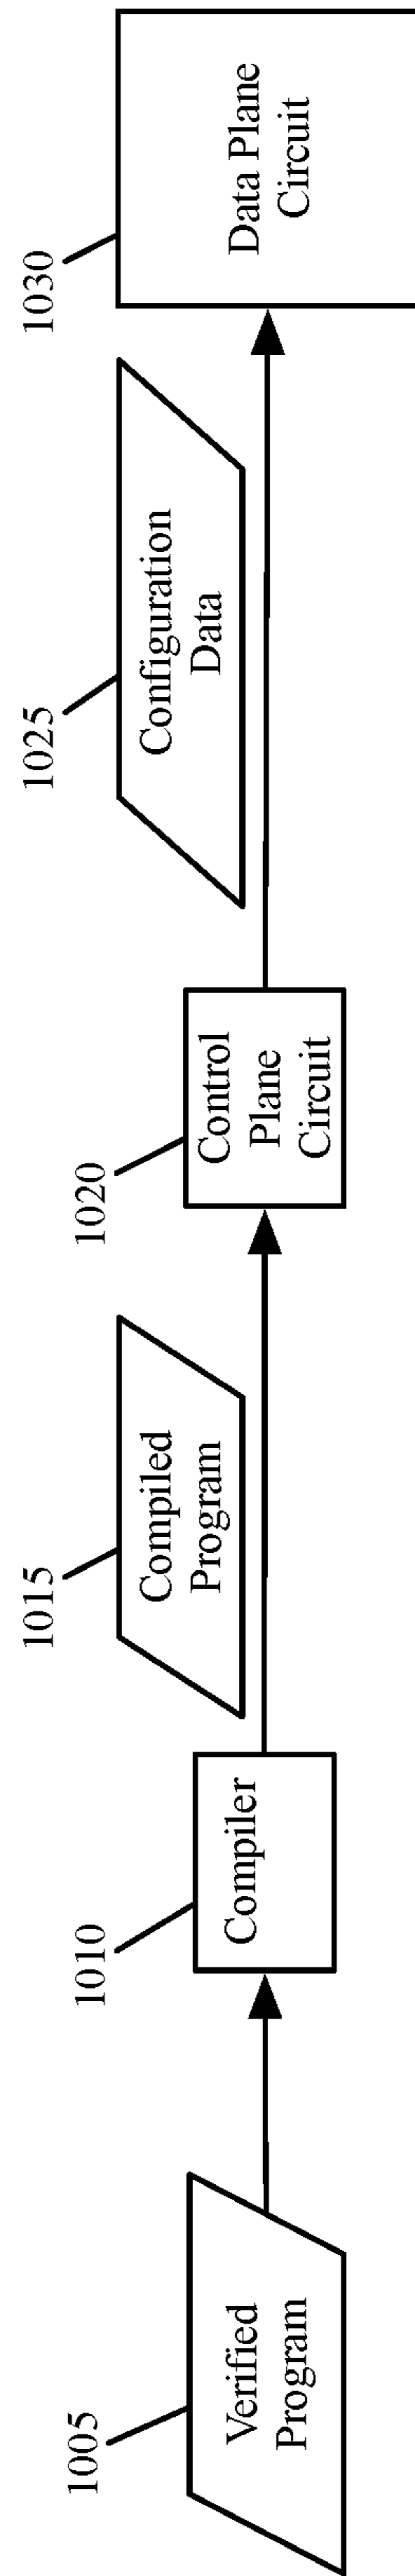 1005
Verified
Program
1010
Compiler
1015
Compiled
Program
1020
Control
Plane
Circuit
1025
Configuration
Data
1030
Data Plane
Circuit